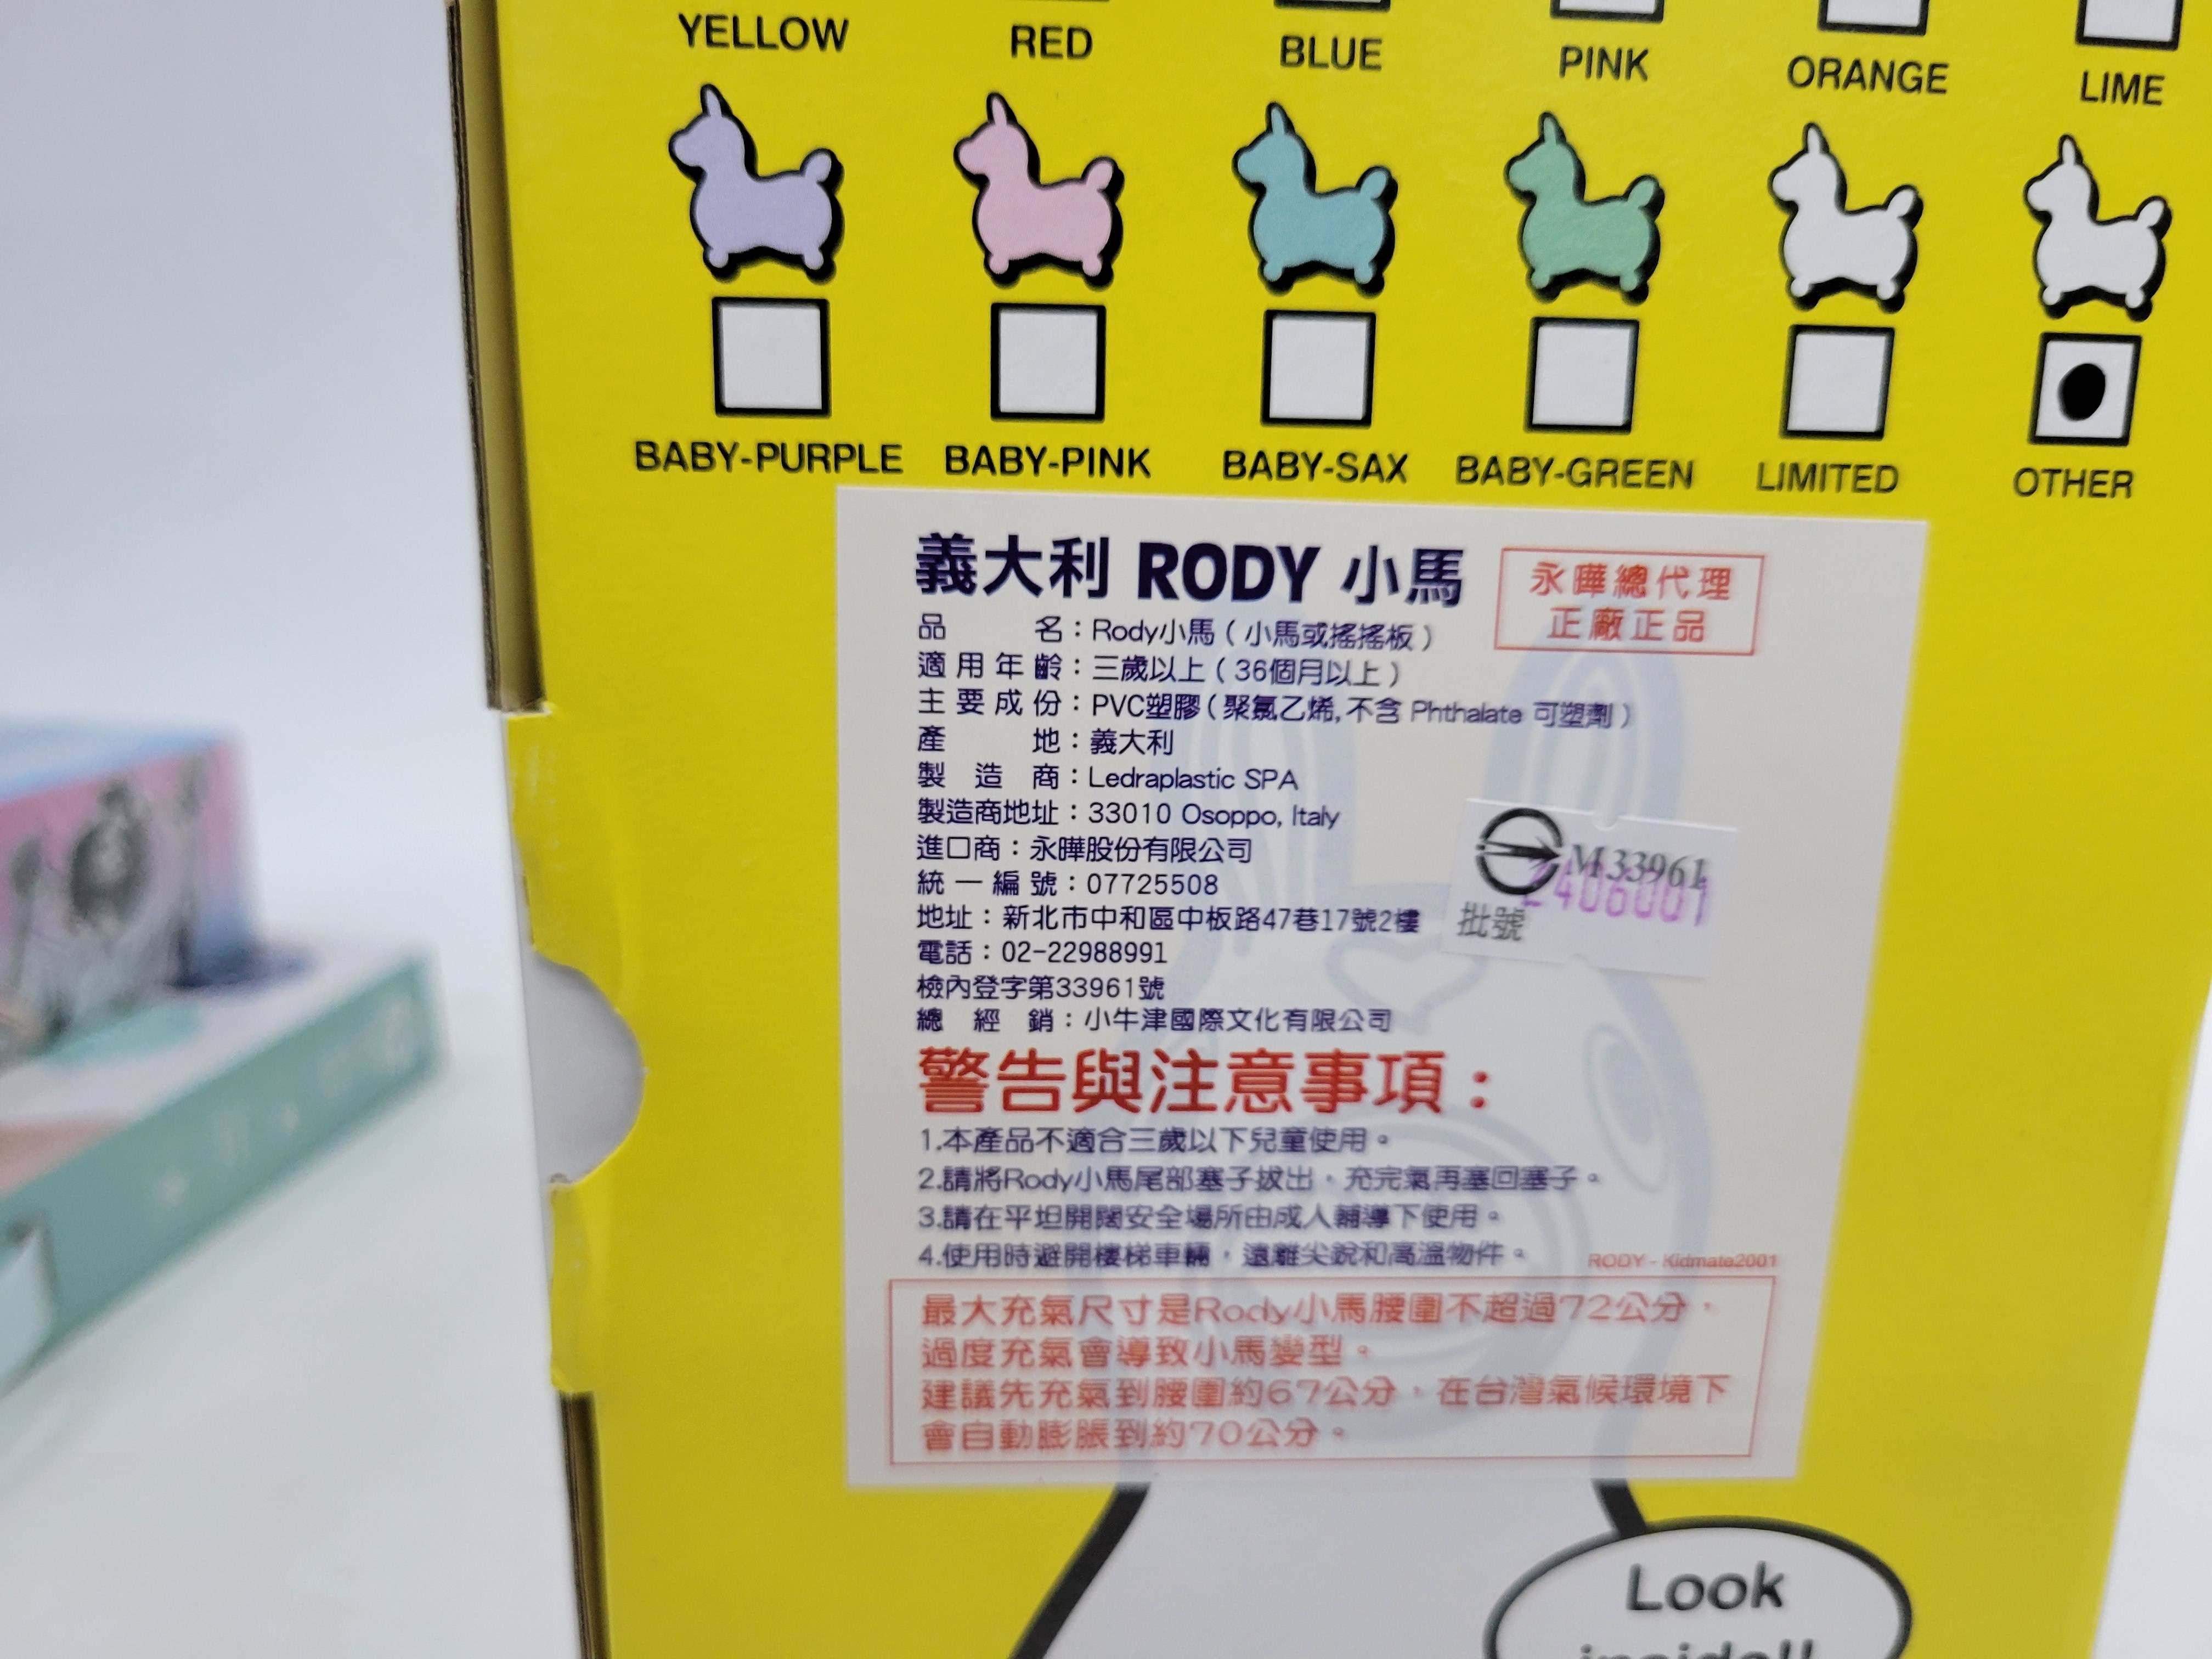 YELLOW RED BLUE PINK ORANGE LIME
BABY-PURPLE BABY-PINK BABY-SAX BABY-GREEN LIMITED OTHER
義大利 RODY 小馬
永曄總代理
正廠正品
品 名：Rody小馬（小馬或搖搖板）
適用年齡：三歲以上（36個月以上）
主要成份：PVC塑膠（聚氯乙烯,不含 Phthalate 可塑劑）
產 地：義大利
製 造 商：Ledraplastic SPA
製造商地址：33010 Osoppo, Italy
進口商：永曄股份有限公司
統一編號：07725508
地址：新北市中和區中板路47巷17號2樓
電話：02-22988991
檢內登字第33961號
總 經 銷：小牛津國際文化有限公司
M33961
批號 2406001
警告與注意事項：
1.本產品不適合三歲以下兒童使用。
2.請將Rody小馬尾部塞子拔出，充完氣再塞回塞子。
3.請在平坦開闊安全場所由成人輔導下使用。
4.使用時避開樓梯車輛，遠離尖銳和高溫物件。
RODY - Kidmate2001
最大充氣尺寸是Rody小馬腰圍不超過72公分，
過度充氣會導致小馬變型。
建議先充氣到腰圍約67公分，在台灣氣候環境下
會自動膨脹到約70公分。
Look
inside!!